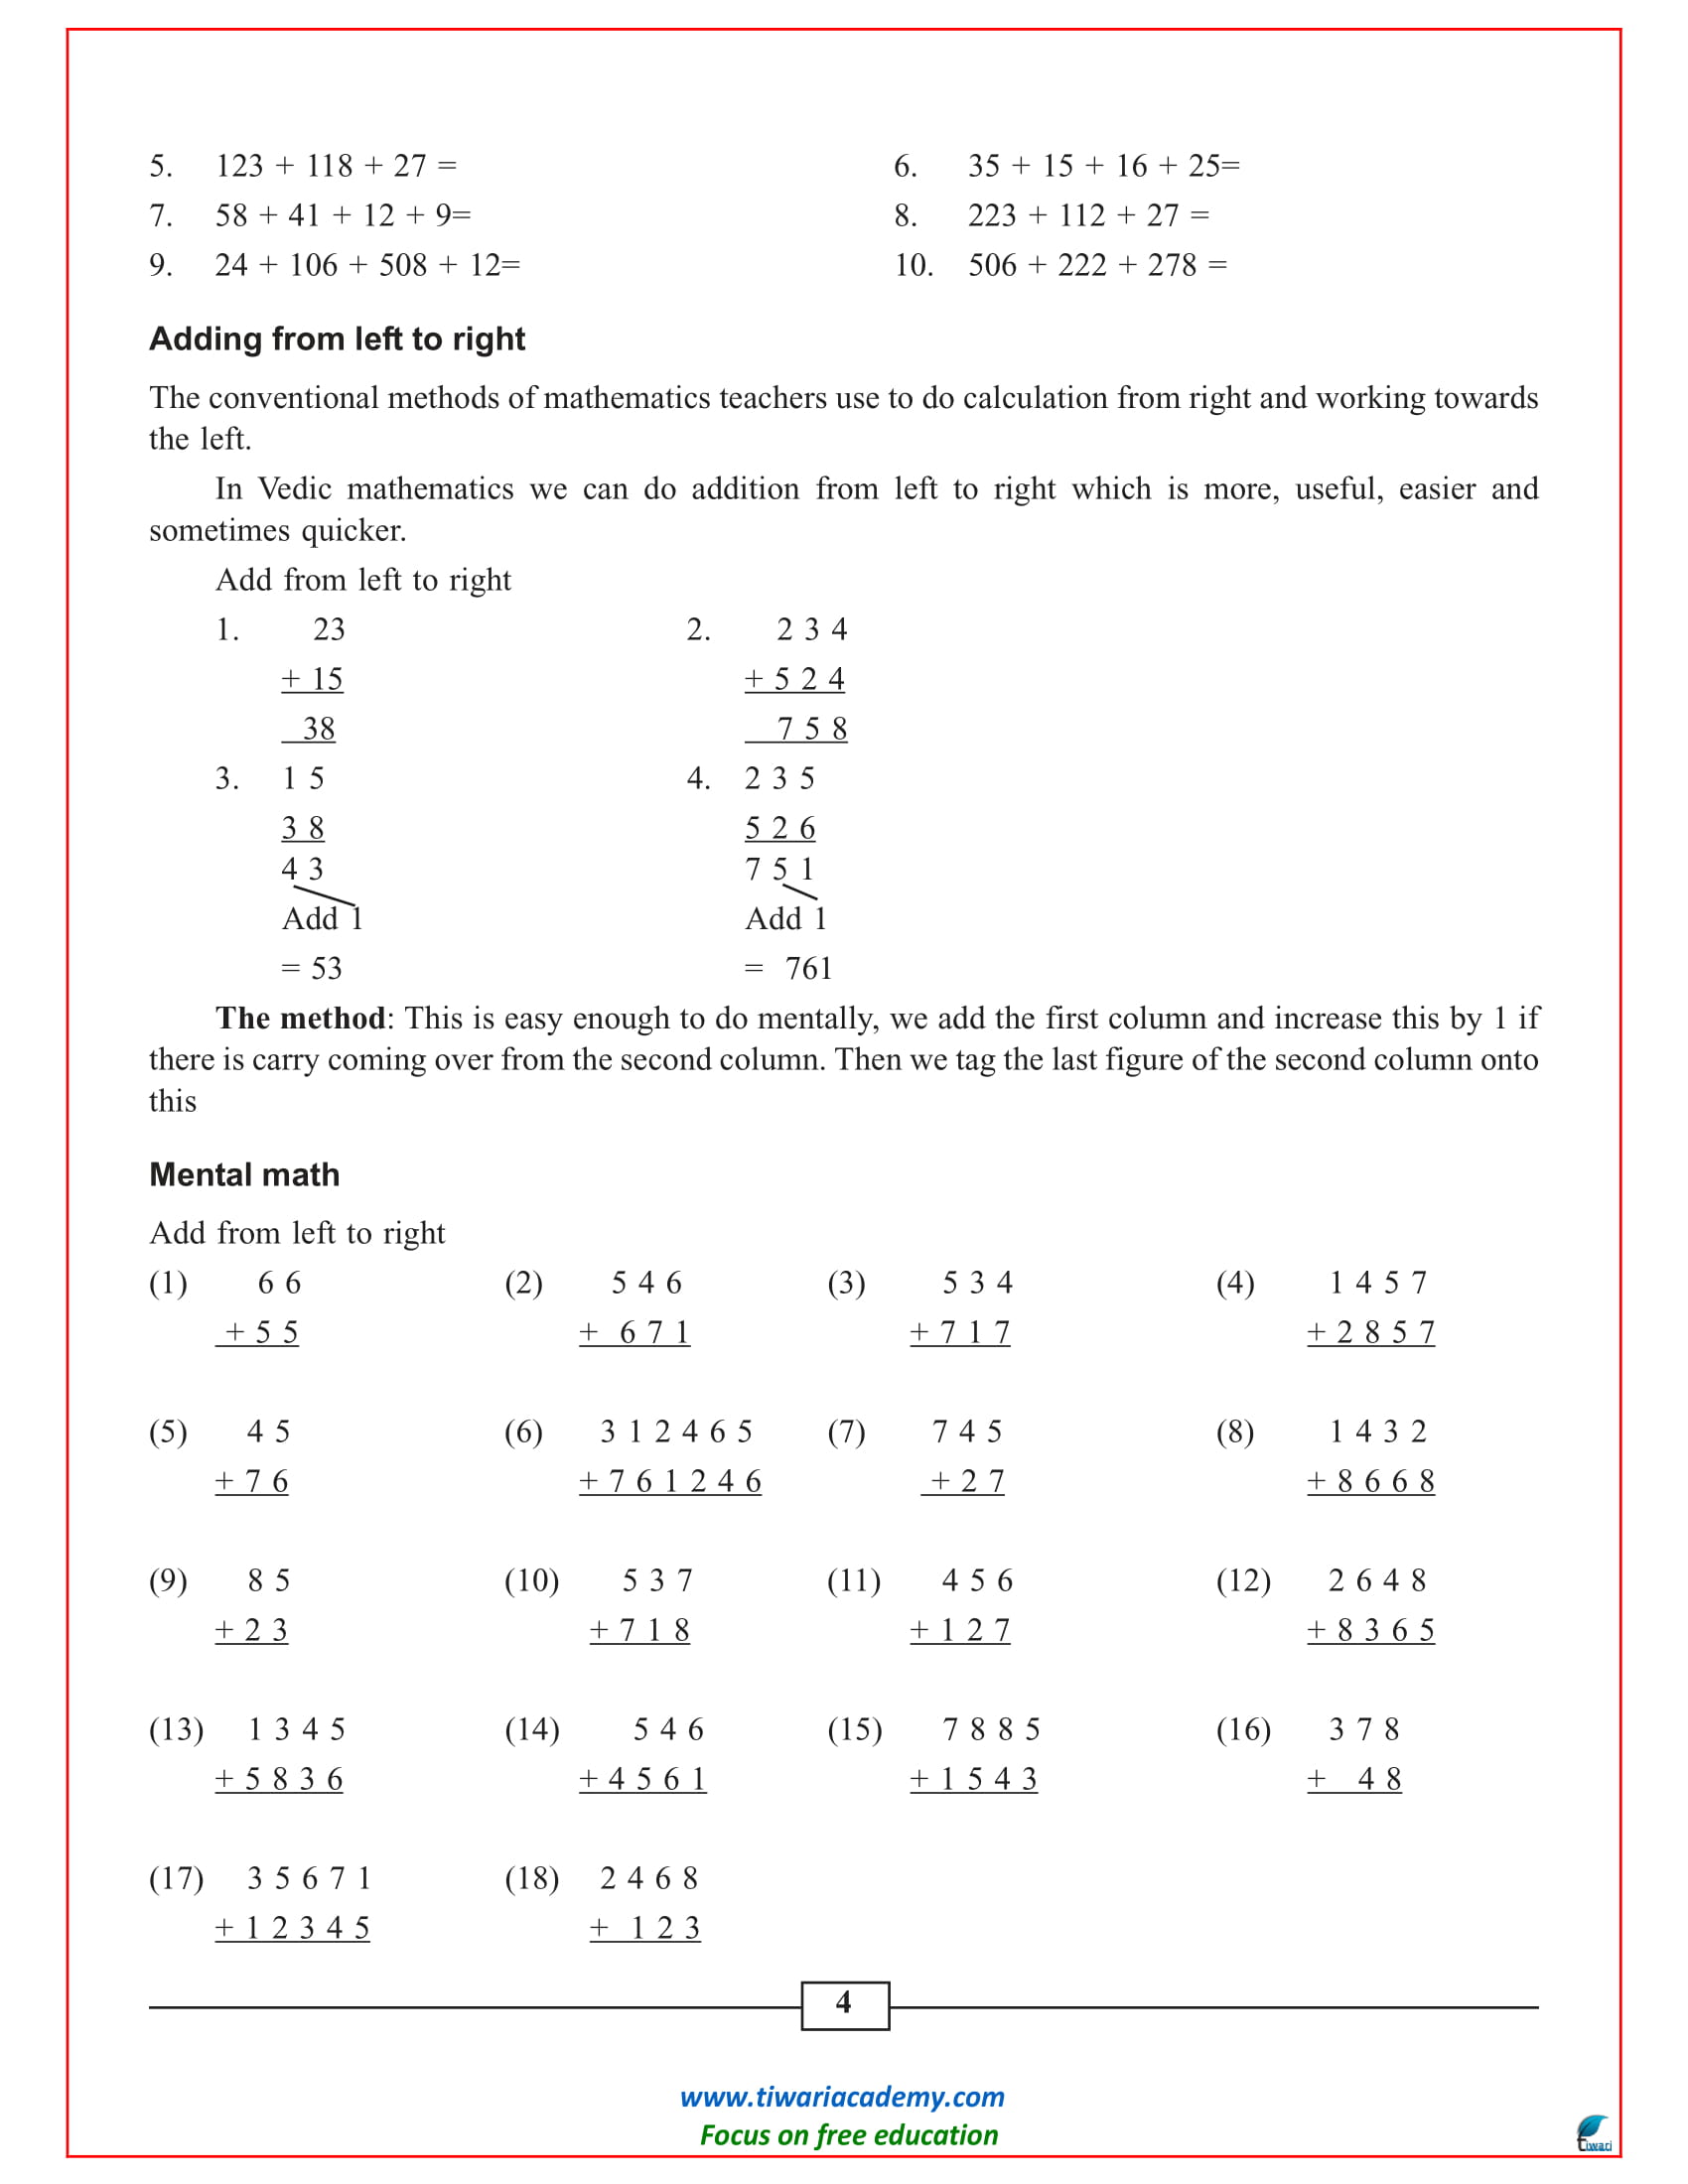 5. 123 + 118 + 27 = 6. 35 + 15 + 16 + 25=
7. 58 + 41 + 12 + 9= 8. 223 + 112 + 27 =
9. 24 + 106 + 508 + 12= 10. 506 + 222 + 278 =
Adding from left to right
The conventional methods of mathematics teachers use to do calculation from right and working towards
the left.
In Vedic mathematics we can do addition from left to right which is more, useful, easier and
sometimes quicker.
Add from left to right
1. 23 2. 2 3 4
+ 15 + 5 2 4
38 7 5 8
3. 1 5 4. 2 3 5
3 8 5 2 6
4 3 7 5 1
Add 1 Add 1
= 53 = 761
The method: This is easy enough to do mentally, we add the first column and increase this by 1 if
there is carry coming over from the second column. Then we tag the last figure of the second column onto
this
Mental math
Add from left to right
(1) 6 6 (2) 5 4 6 (3) 5 3 4 (4) 1 4 5 7
+ 5 5 + 6 7 1 + 7 1 7 + 2 8 5 7
(5) 4 5 (6) 3 1 2 4 6 5 (7) 7 4 5 (8) 1 4 3 2
+ 7 6 + 7 6 1 2 4 6 + 2 7 + 8 6 6 8
(9) 8 5 (10) 5 3 7 (11) 4 5 6 (12) 2 6 4 8
+ 2 3 + 7 1 8 + 1 2 7 + 8 3 6 5
(13) 1 3 4 5 (14) 5 4 6 (15) 7 8 8 5 (16) 3 7 8
+ 5 8 3 6 + 4 5 6 1 + 1 5 4 3 + 4 8
(17) 3 5 6 7 1 (18) 2 4 6 8
+ 1 2 3 4 5 + 1 2 3
4
www.tiwariacademy.com
Focus on free education
Tiwari